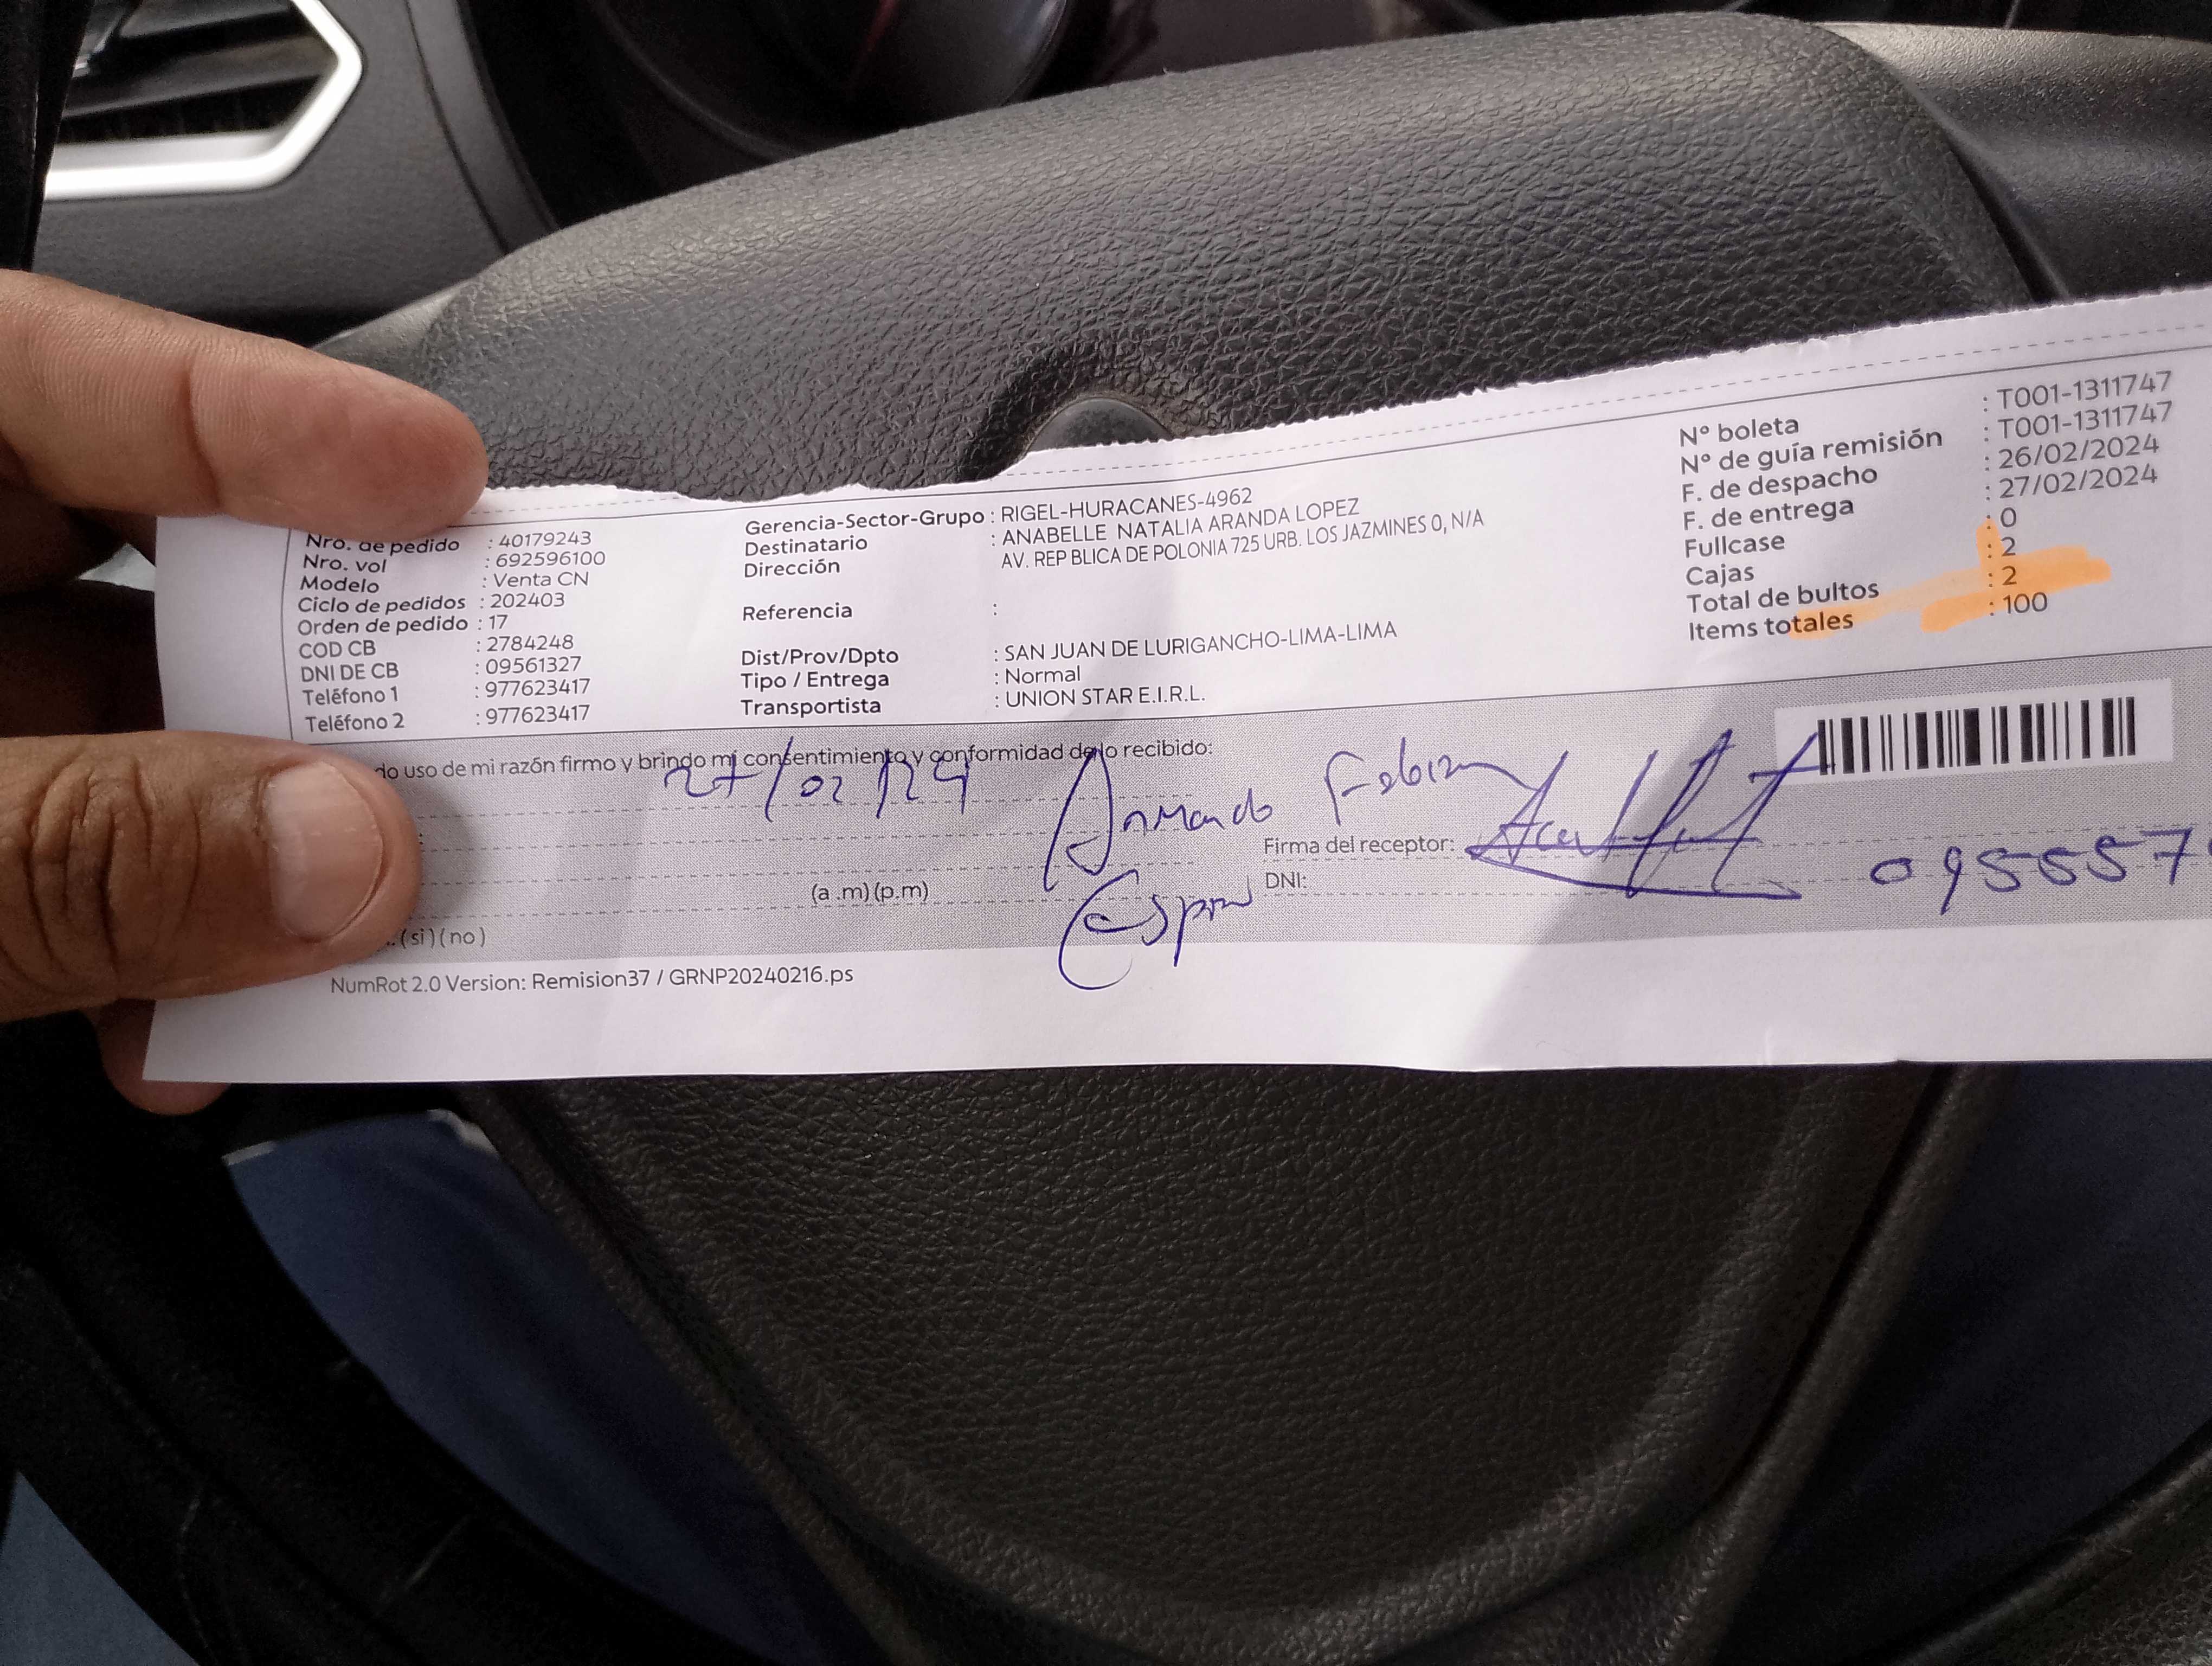 Nro. de pedido : 40179243
Nro. vol : 692596100
Modelo : Venta CN
Ciclo de pedidos : 202403
Orden de pedido : 17
COD CB : 2784248
DNI DE CB : 09561327
Teléfono 1 : 977623417
Teléfono 2 : 977623417
Gerencia-Sector-Grupo : RIGEL-HURACANES-4962
Destinatario : ANABELLE NATALIA ARANDA LOPEZ
Dirección AV. REP BLICA DE POLONIA 725 URB. LOS JAZMINES 0, N/A
Referencia :
Dist/Prov/Dpto : SAN JUAN DE LURIGANCHO-LIMA-LIMA
Tipo / Entrega : Normal
Transportista : UNION STAR E.I.R.L.
N° boleta : T001-1311747
N° de guía remisión : T001-1311747
F. de despacho : 26/02/2024
F. de entrega : 27/02/2024
Fullcase : 0
Cajas : 2
Total de bultos : 2
Items totales : 100
do uso de mi razón firmo y brindo mi consentimiento y conformidad de lo recibido:
27/02/24
Armando Fabian
Firma del receptor:
DNI:
(a .m) (p.m)
(si) (no)
NumRot 2.0 Version: Remision37 / GRNP20240216.ps